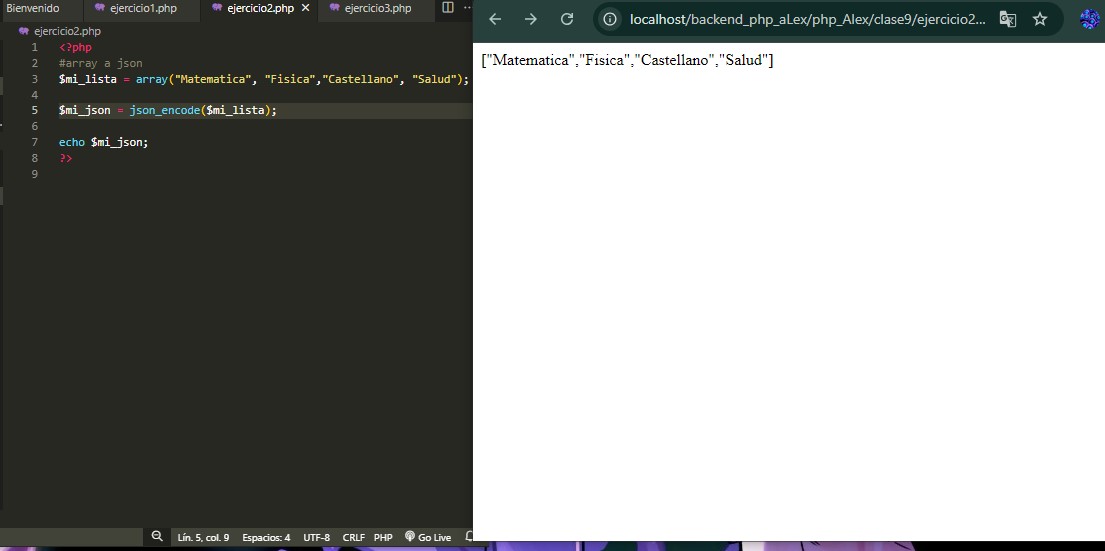 Bienvenido ejercicio1.php ejercicio2.php ejercicio3.php
ejercicio2.php
1 <?php
2 #array a json
3 $mi_lista = array("Matematica", "Fisica","Castellano", "Salud");
4
5 $mi_json = json_encode($mi_lista);
6
7 echo $mi_json;
8 ?>
9
Lín. 5, col. 9 Espacios: 4 UTF-8 CRLF PHP Go Live
localhost/backend_php_aLex/php_Alex/clase9/ejercicio2...
["Matematica","Fisica","Castellano","Salud"]